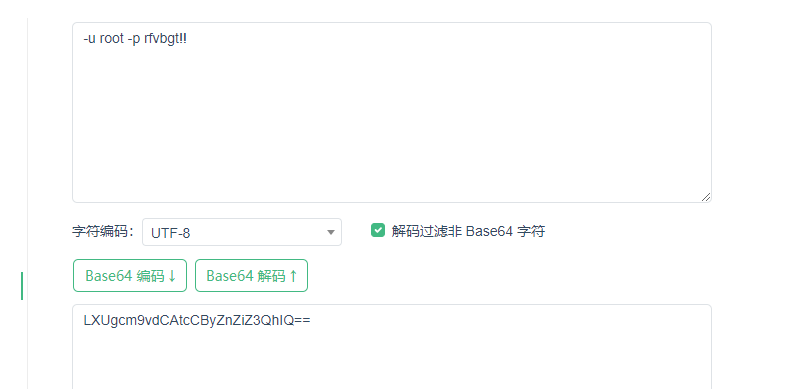 -u root -p rfvbgt!!
字符编码： UTF-8 解码过滤非 Base64 字符
Base64 编码↓ Base64 解码↑
LXUgcm9vdCAtcCByZnZiZ3QhIQ==